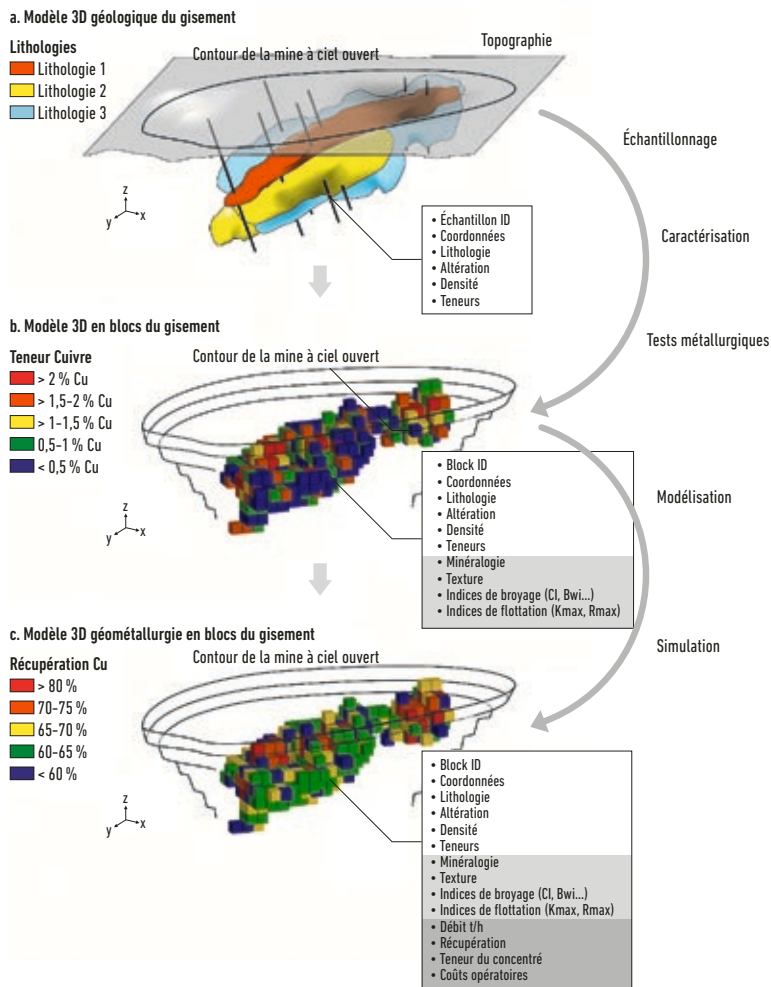 a. Modèle 3D géologique du gisement
Lithologies
Lithologie 1
Lithologie 2
Lithologie 3
Contour de la mine à ciel ouvert
Topographie
z
y
x
• Échantillon ID
• Coordonnées
• Lithologie
• Altération
• Densité
• Teneurs
Échantillonnage
Caractérisation
Tests métallurgiques
b. Modèle 3D en blocs du gisement
Teneur Cuivre
> 2 % Cu
> 1,5-2 % Cu
> 1-1,5 % Cu
0,5-1 % Cu
< 0,5 % Cu
Contour de la mine à ciel ouvert
z
y
x
• Block ID
• Coordonnées
• Lithologie
• Altération
• Densité
• Teneurs
• Minéralogie
• Texture
• Indices de broyage (CI, Bwi...)
• Indices de flottation (Kmax, Rmax)
Modélisation
Simulation
c. Modèle 3D géométallurgie en blocs du gisement
Récupération Cu
> 80 %
70-75 %
65-70 %
60-65 %
< 60 %
Contour de la mine à ciel ouvert
z
y
x
• Block ID
• Coordonnées
• Lithologie
• Altération
• Densité
• Teneurs
• Minéralogie
• Texture
• Indices de broyage (CI, Bwi...)
• Indices de flottation (Kmax, Rmax)
• Débit t/h
• Récupération
• Teneur du concentré
• Coûts opératoires